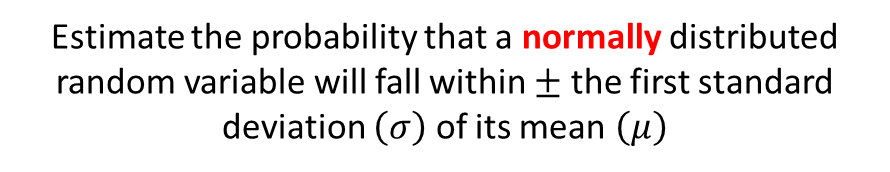 Estimate the probability that a normally distributed
random variable will fall within ± the first standard
deviation (𝜎) of its mean (𝜇)